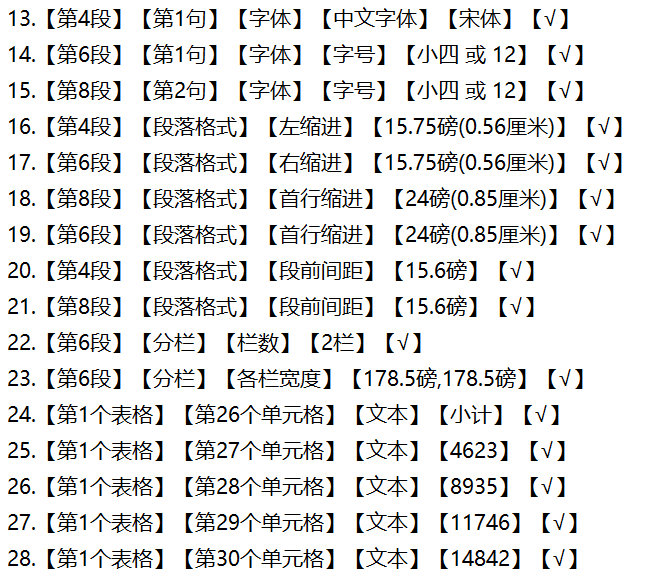 13.【第4段】【第1句】【字体】【中文字体】【宋体】【√】
14.【第6段】【第1句】【字体】【字号】【小四 或 12】【√】
15.【第8段】【第2句】【字体】【字号】【小四 或 12】【√】
16.【第4段】【段落格式】【左缩进】【15.75磅(0.56厘米)】【√】
17.【第6段】【段落格式】【右缩进】【15.75磅(0.56厘米)】【√】
18.【第8段】【段落格式】【首行缩进】【24磅(0.85厘米)】【√】
19.【第6段】【段落格式】【首行缩进】【24磅(0.85厘米)】【√】
20.【第4段】【段落格式】【段前间距】【15.6磅】【√】
21.【第8段】【段落格式】【段前间距】【15.6磅】【√】
22.【第6段】【分栏】【栏数】【2栏】【√】
23.【第6段】【分栏】【各栏宽度】【178.5磅,178.5磅】【√】
24.【第1个表格】【第26个单元格】【文本】【小计】【√】
25.【第1个表格】【第27个单元格】【文本】【4623】【√】
26.【第1个表格】【第28个单元格】【文本】【8935】【√】
27.【第1个表格】【第29个单元格】【文本】【11746】【√】
28.【第1个表格】【第30个单元格】【文本】【14842】【√】